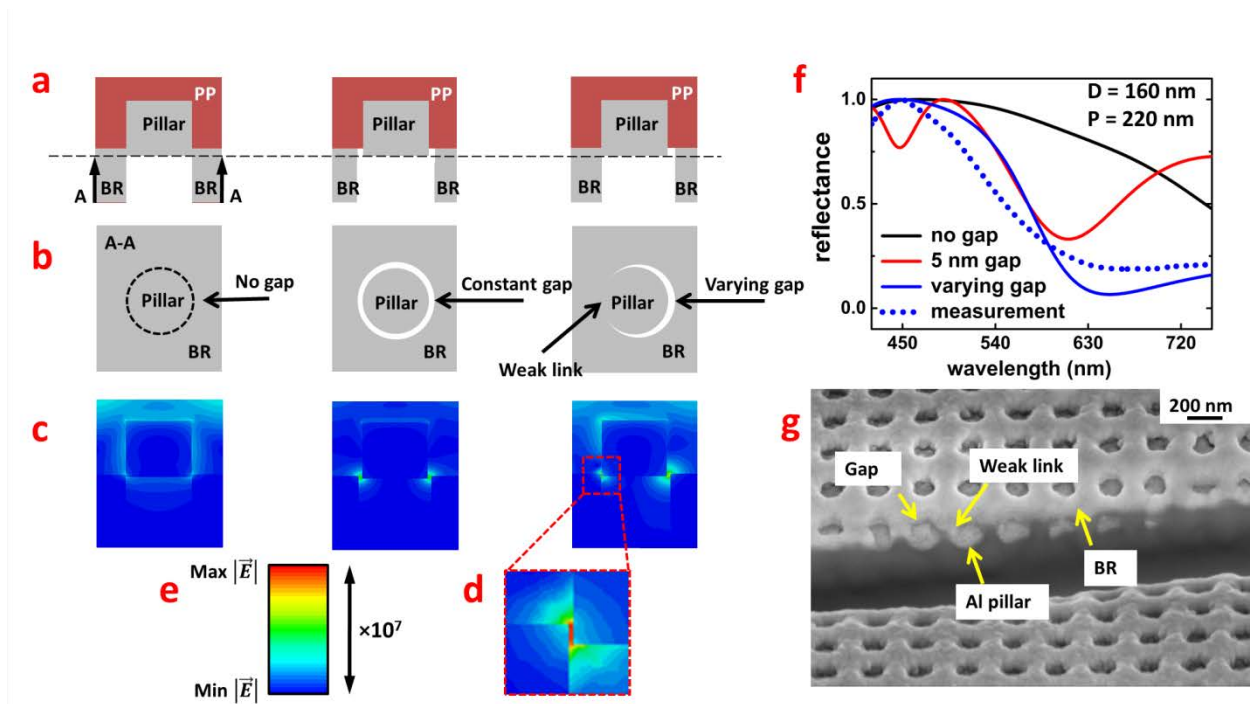 a
PP
Pillar
BR
BR
A
A
PP
Pillar
BR
BR
PP
Pillar
BR
BR
b
A-A
Pillar
No gap
BR
Pillar
Constant gap
BR
Pillar
Varying gap
Weak link
BR
c
e
Max |E⃗|
×10⁷
Min |E⃗|
d
f
D = 160 nm
P = 220 nm
1.0
0.5
0.0
reflectance
no gap
5 nm gap
varying gap
measurement
450 540 630 720
wavelength (nm)
g
200 nm
Gap
Weak link
BR
Al pillar